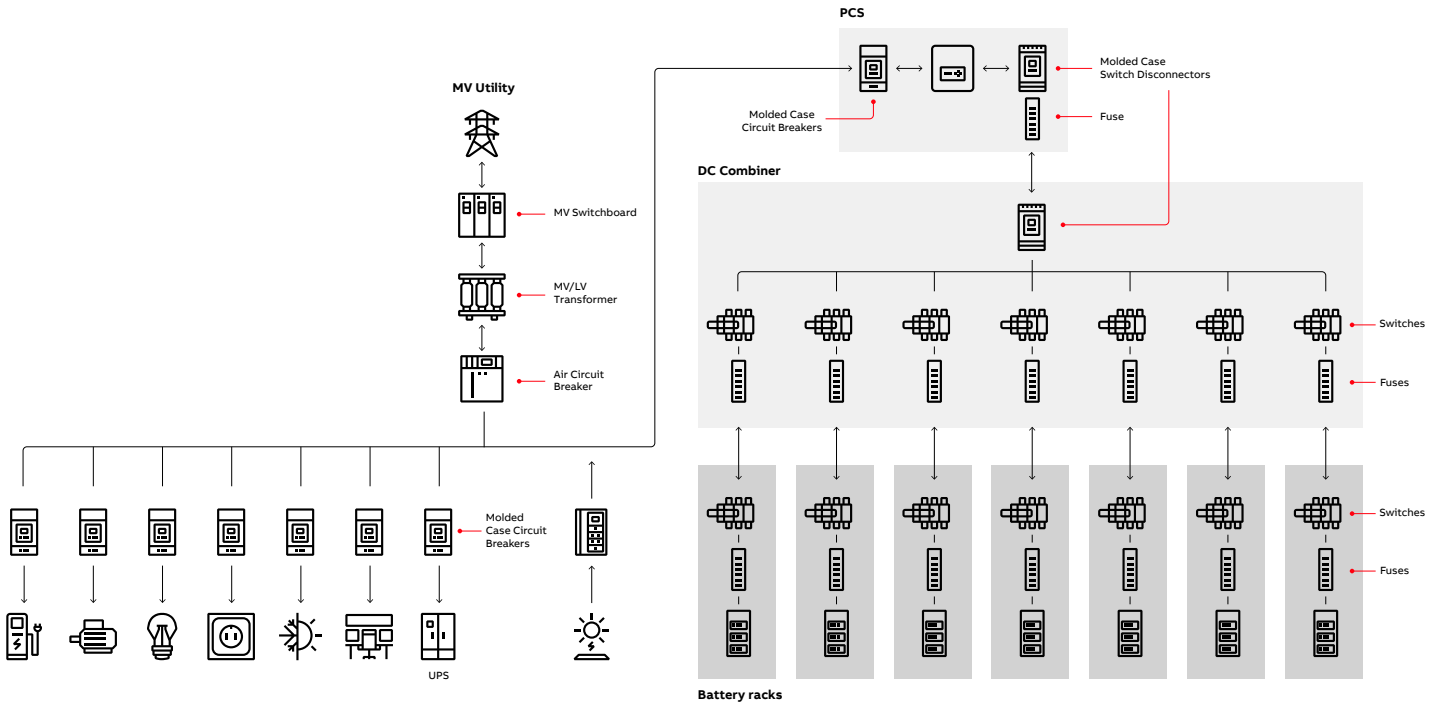 PCS
Molded Case
Switch Disconnectors
MV Utility
Molded Case
Circuit Breakers
Fuse
DC Combiner
MV Switchboard
MV/LV
Transformer
Switches
Air Circuit
Breaker
Fuses
Molded
Case Circuit
Breakers
Switches
Fuses
UPS
Battery racks